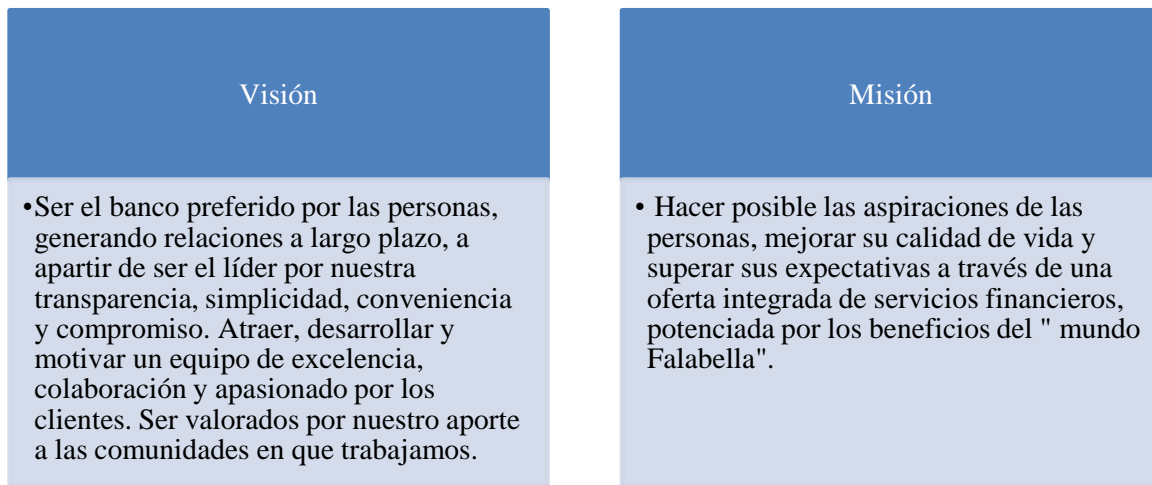 Visión
•Ser el banco preferido por las personas,
generando relaciones a largo plazo, a
apartir de ser el líder por nuestra
transparencia, simplicidad, conveniencia
y compromiso. Atraer, desarrollar y
motivar un equipo de excelencia,
colaboración y apasionado por los
clientes. Ser valorados por nuestro aporte
a las comunidades en que trabajamos.
Misión
• Hacer posible las aspiraciones de las
personas, mejorar su calidad de vida y
superar sus expectativas a través de una
oferta integrada de servicios financieros,
potenciada por los beneficios del " mundo
Falabella".